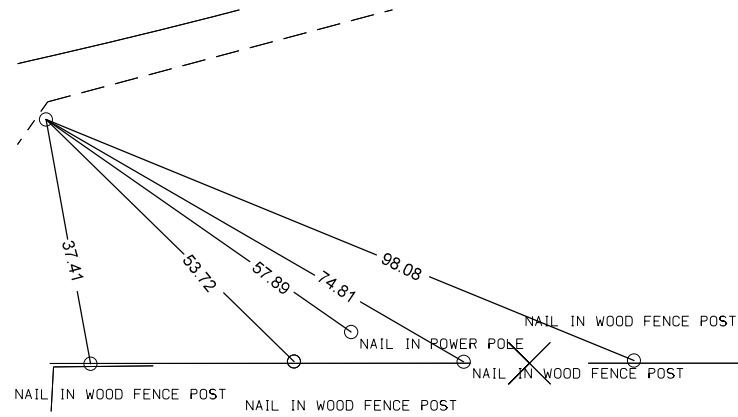 37.41
53.72
57.89
74.81
98.08
NAIL IN WOOD FENCE POST
NAIL IN POWER POLE
NAIL IN WOOD FENCE POST
NAIL IN WOOD FENCE POST
NAIL IN WOOD FENCE POST